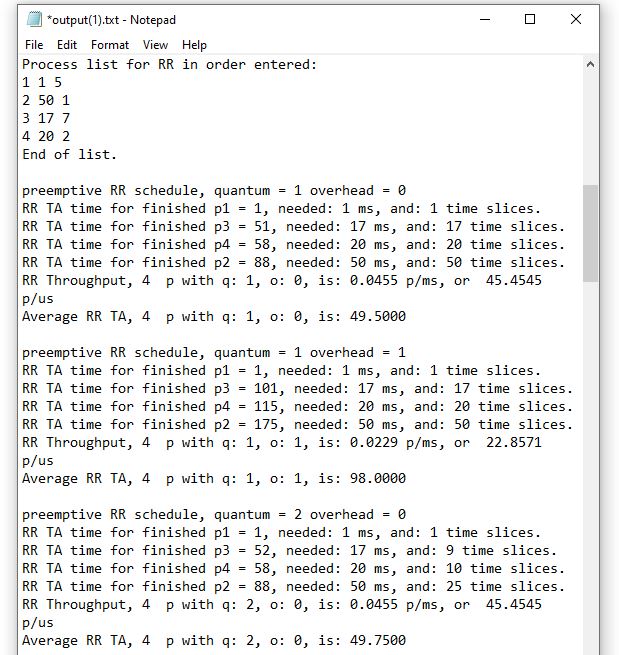 *output(1).txt - Notepad
File Edit Format View Help
Process list for RR in order entered:
1 1 5
2 50 1
3 17 7
4 20 2
End of list.
preemptive RR schedule, quantum = 1 overhead = 0
RR TA time for finished p1 = 1, needed: 1 ms, and: 1 time slices.
RR TA time for finished p3 = 51, needed: 17 ms, and: 17 time slices.
RR TA time for finished p4 = 58, needed: 20 ms, and: 20 time slices.
RR TA time for finished p2 = 88, needed: 50 ms, and: 50 time slices.
RR Throughput, 4  p with q: 1, o: 0, is: 0.0455 p/ms, or  45.4545
p/us
Average RR TA, 4  p with q: 1, o: 0, is: 49.5000
preemptive RR schedule, quantum = 1 overhead = 1
RR TA time for finished p1 = 1, needed: 1 ms, and: 1 time slices.
RR TA time for finished p3 = 101, needed: 17 ms, and: 17 time slices.
RR TA time for finished p4 = 115, needed: 20 ms, and: 20 time slices.
RR TA time for finished p2 = 175, needed: 50 ms, and: 50 time slices.
RR Throughput, 4  p with q: 1, o: 1, is: 0.0229 p/ms, or  22.8571
p/us
Average RR TA, 4  p with q: 1, o: 1, is: 98.0000
preemptive RR schedule, quantum = 2 overhead = 0
RR TA time for finished p1 = 1, needed: 1 ms, and: 1 time slices.
RR TA time for finished p3 = 52, needed: 17 ms, and: 9 time slices.
RR TA time for finished p4 = 58, needed: 20 ms, and: 10 time slices.
RR TA time for finished p2 = 88, needed: 50 ms, and: 25 time slices.
RR Throughput, 4  p with q: 2, o: 0, is: 0.0455 p/ms, or  45.4545
p/us
Average RR TA, 4  p with q: 2, o: 0, is: 49.7500